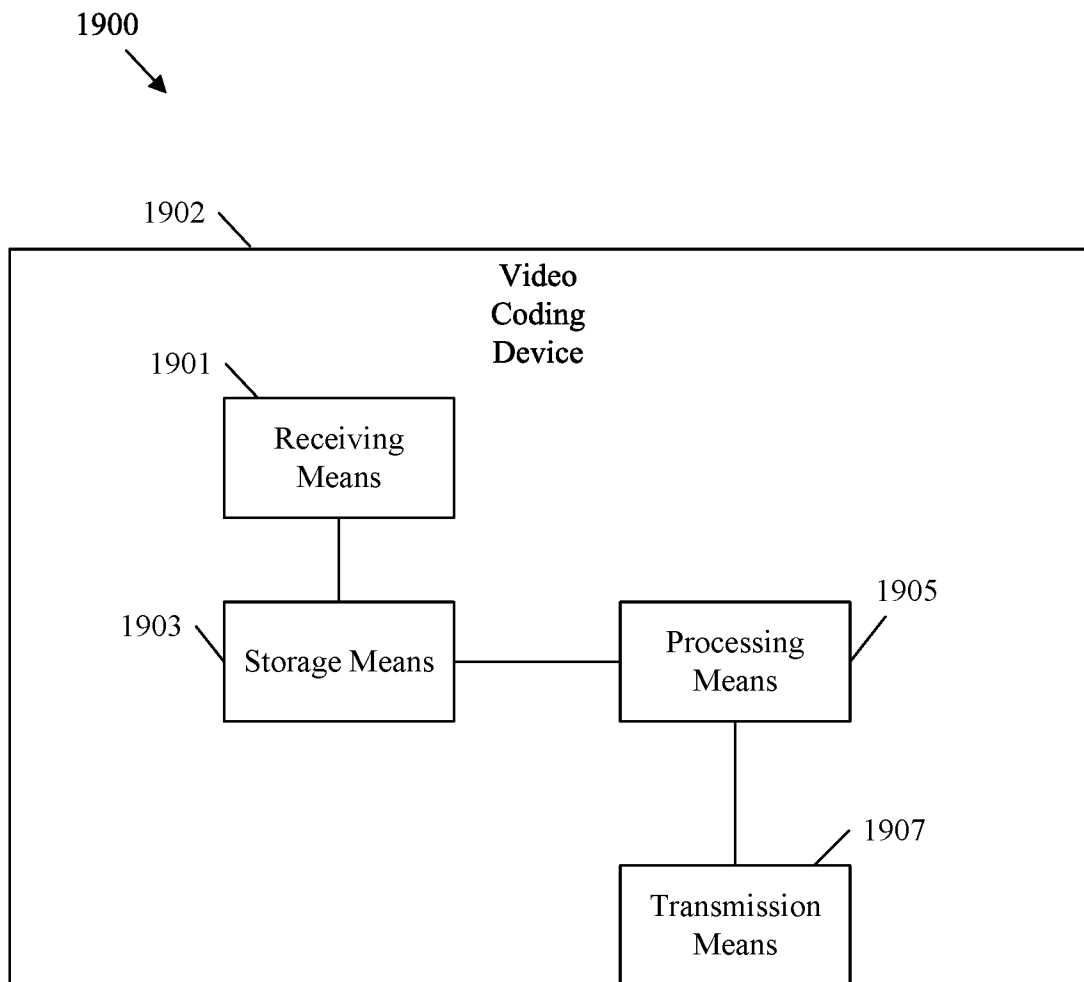 1900
1902
Video
Coding
Device
1901
Receiving
Means
1903
Storage Means
1905
Processing
Means
1907
Transmission
Means